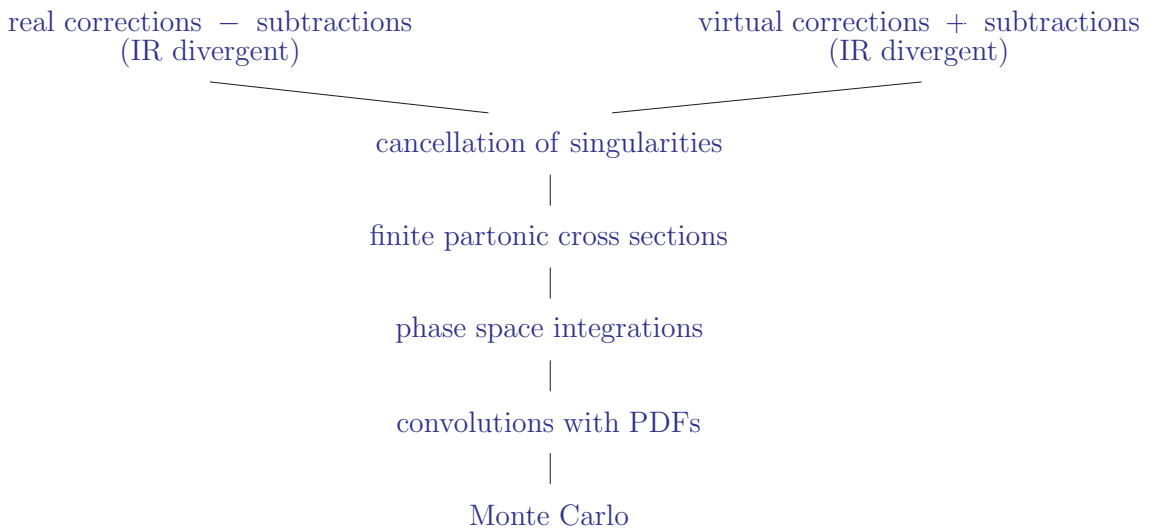 real corrections − subtractions
(IR divergent)
virtual corrections + subtractions
(IR divergent)
cancellation of singularities
finite partonic cross sections
phase space integrations
convolutions with PDFs
Monte Carlo